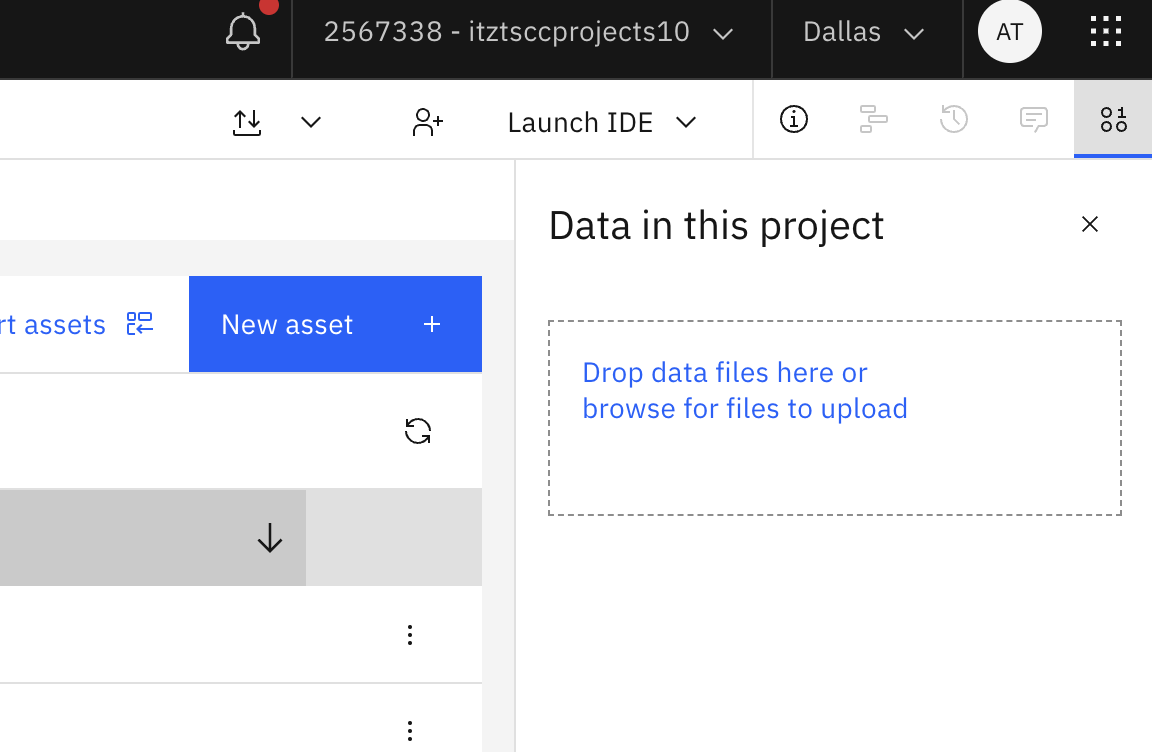 2567338 - itztsccprojects10
Dallas
AT
Launch IDE
Data in this project
rt assets
New asset
Drop data files here or
browse for files to upload